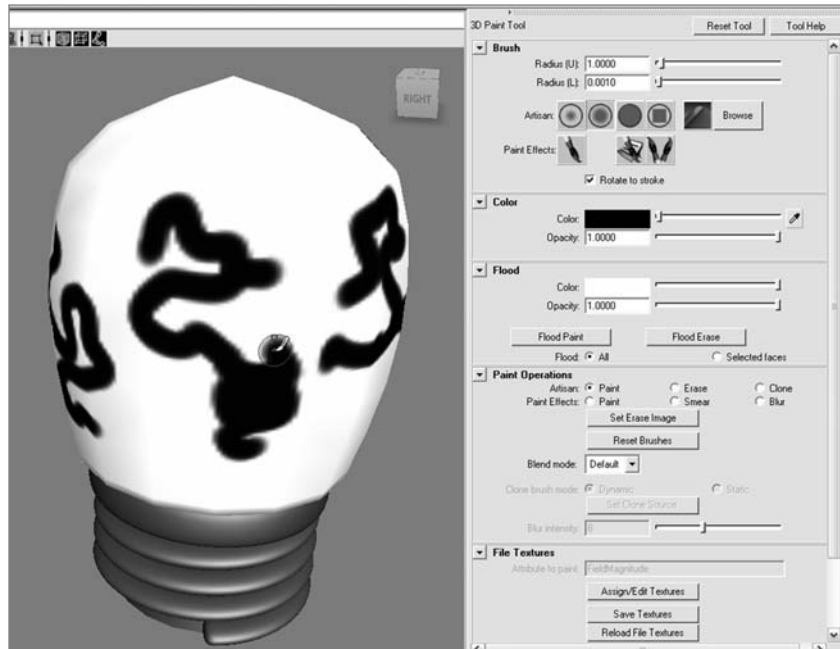 3D Paint Tool Reset Tool Tool Help
Brush
Radius (U): 1.0000
Radius (L): 0.0010
RIGHT
Artisan: Browse
Paint Effects:
Rotate to stroke
Color
Color:
Opacity: 1.0000
Flood
Color:
Opacity: 1.0000
Flood Paint Flood Erase
Flood: All Selected faces
Paint Operations
Artisan: Paint Erase Clone
Paint Effects: Paint Smear Blur
Set Erase Image
Reset Brushes
Blend mode: Default
Clone brush mode: Dynamic Static
Set Clone Source
Blur intensity: 8
File Textures
Attribute to paint: FieldMagnitude
Assign/Edit Textures
Save Textures
Reload File Textures